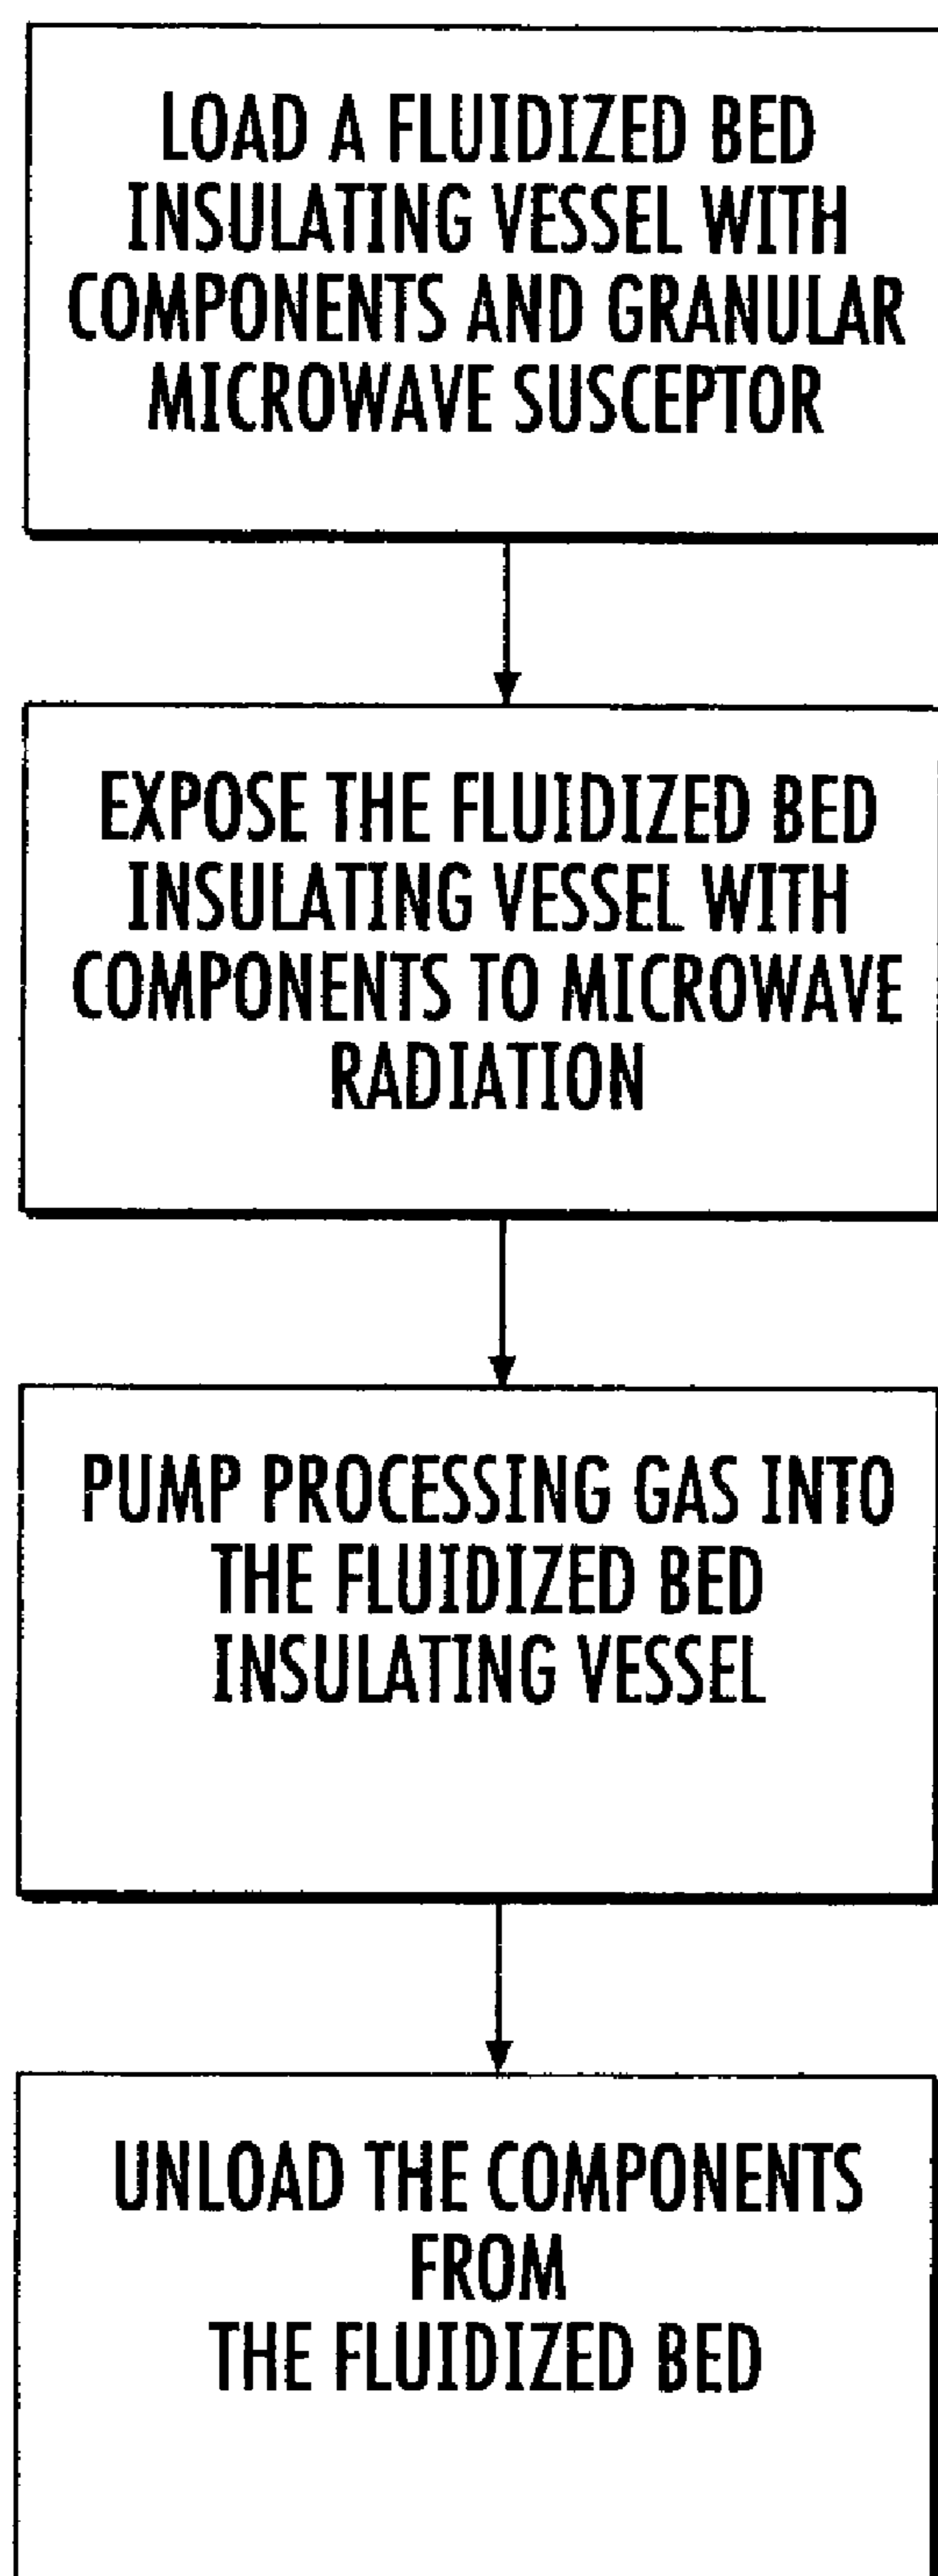 LOAD A FLUIDIZED BED
INSULATING VESSEL WITH
COMPONENTS AND GRANULAR
MICROWAVE SUSCEPTOR
EXPOSE THE FLUIDIZED BED
INSULATING VESSEL WITH
COMPONENTS TO MICROWAVE
RADIATION
PUMP PROCESSING GAS INTO
THE FLUIDIZED BED
INSULATING VESSEL
UNLOAD THE COMPONENTS
FROM
THE FLUIDIZED BED